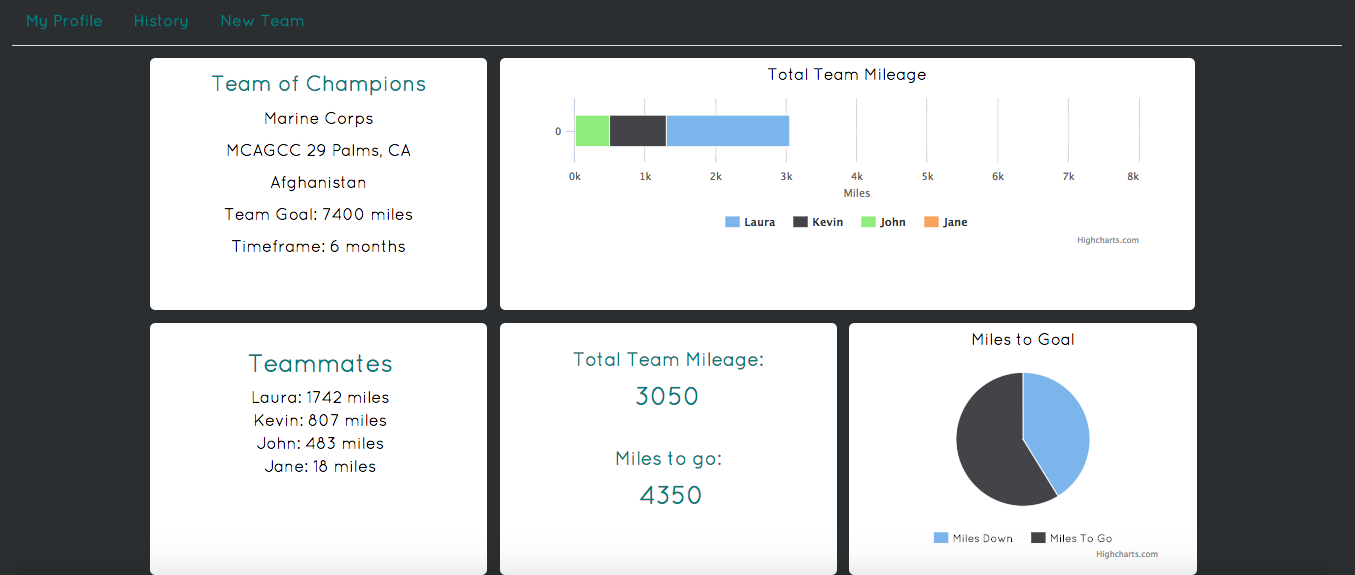 My Profile History New Team
Team of Champions
Marine Corps
MCAGCC 29 Palms, CA
Afghanistan
Team Goal: 7400 miles
Timeframe: 6 months
Total Team Mileage
0
0k 1k 2k 3k 4k 5k 6k 7k 8k
Miles
Laura Kevin John Jane
Highcharts.com
Teammates
Laura: 1742 miles
Kevin: 807 miles
John: 483 miles
Jane: 18 miles
Total Team Mileage:
3050
Miles to go:
4350
Miles to Goal
Miles Down Miles To Go
Highcharts.com